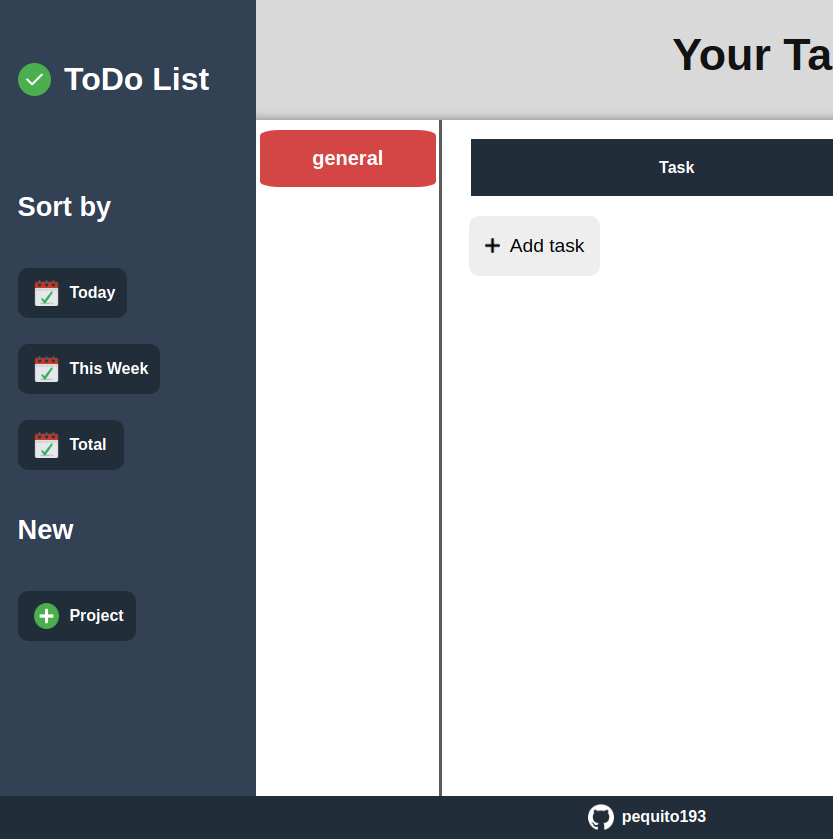 ToDo List
Sort by
Today
This Week
Total
New
Project
Your Ta
general
Task
Add task
pequito193